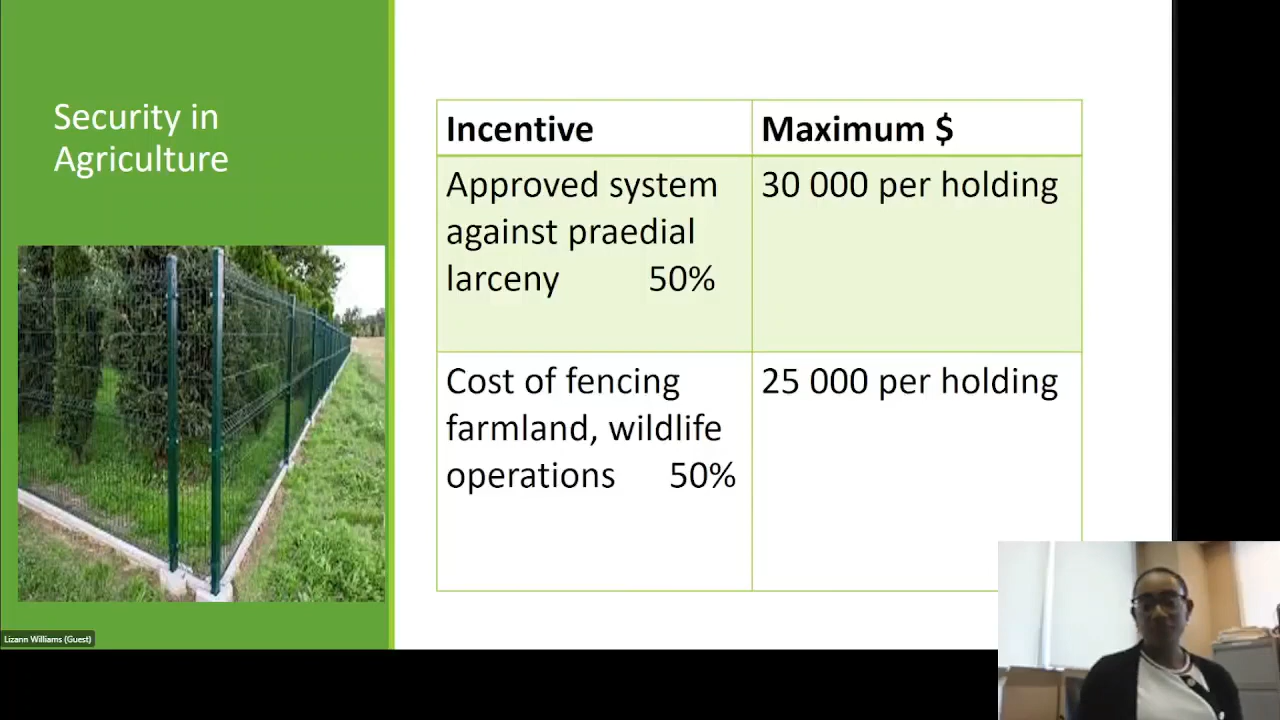 Security in
Agriculture
Incentive
Maximum $
Approved system
against praedial
larceny 50%
30 000 per holding
Cost of fencing
farmland, wildlife
operations 50%
25 000 per holding
Lizann Williams (Guest)